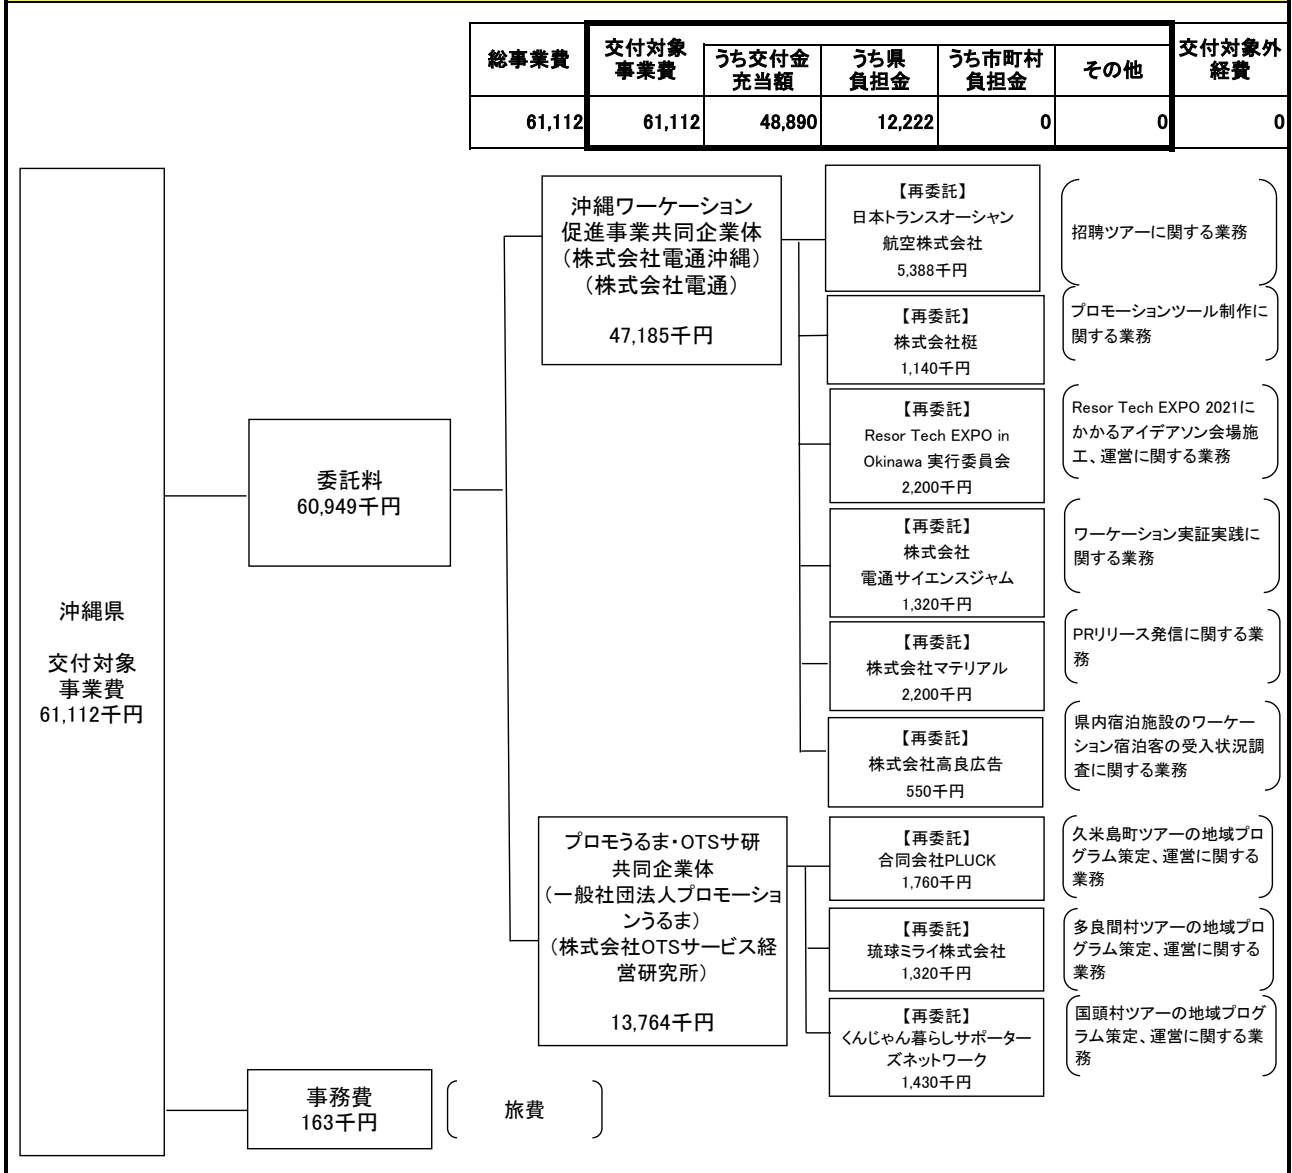 総事業費
交付対象
事業費
うち交付金
充当額
うち県
負担金
うち市町村
負担金
その他
交付対象外
経費
61,112 61,112 48,890 12,222 0 0 0
沖縄県
交付対象
事業費
61,112千円
委託料
60,949千円
沖縄ワーケーション
促進事業共同企業体
（株式会社電通沖縄）
（株式会社電通）
47,185千円
【再委託】
日本トランスオーシャン
航空株式会社
5,388千円
招聘ツアーに関する業務
【再委託】
株式会社梃
1,140千円
プロモーションツール制作に
関する業務
【再委託】
Resor Tech EXPO in
Okinawa 実行委員会
2,200千円
Resor Tech EXPO 2021に
かかるアイデアソン会場施
工、運営に関する業務
【再委託】
株式会社
電通サイエンスジャム
1,320千円
ワーケーション実証実践に
関する業務
【再委託】
株式会社マテリアル
2,200千円
PRリリース発信に関する業
務
【再委託】
株式会社高良広告
550千円
県内宿泊施設のワーケー
ション宿泊客の受入状況調
査に関する業務
プロモうるま・OTSサ研
共同企業体
（一般社団法人プロモーショ
ンうるま）
（株式会社OTSサービス経
営研究所）
13,764千円
【再委託】
合同会社PLUCK
1,760千円
久米島町ツアーの地域プロ
グラム策定、運営に関する
業務
【再委託】
琉球ミライ株式会社
1,320千円
多良間村ツアーの地域プロ
グラム策定、運営に関する
業務
【再委託】
くんじゃん暮らしサポーター
ズネットワーク
1,430千円
国頭村ツアーの地域プログ
ラム策定、運営に関する業
務
事務費
163千円
旅費